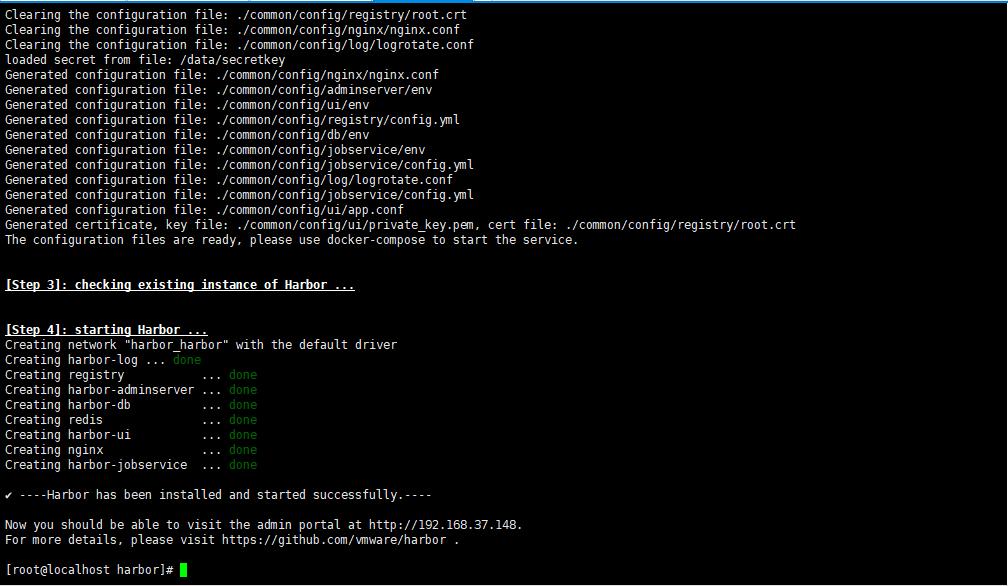 Clearing the configuration file: ./common/config/registry/root.crt
Clearing the configuration file: ./common/config/nginx/nginx.conf
Clearing the configuration file: ./common/config/log/logrotate.conf
loaded secret from file: /data/secretkey
Generated configuration file: ./common/config/nginx/nginx.conf
Generated configuration file: ./common/config/adminserver/env
Generated configuration file: ./common/config/ui/env
Generated configuration file: ./common/config/registry/config.yml
Generated configuration file: ./common/config/db/env
Generated configuration file: ./common/config/jobservice/env
Generated configuration file: ./common/config/jobservice/config.yml
Generated configuration file: ./common/config/log/logrotate.conf
Generated configuration file: ./common/config/jobservice/config.yml
Generated configuration file: ./common/config/ui/app.conf
Generated certificate, key file: ./common/config/ui/private_key.pem, cert file: ./common/config/registry/root.crt
The configuration files are ready, please use docker-compose to start the service.
[Step 3]: checking existing instance of Harbor ...
[Step 4]: starting Harbor ...
Creating network "harbor_harbor" with the default driver
Creating harbor-log ... done
Creating registry           ... done
Creating harbor-adminserver ... done
Creating harbor-db          ... done
Creating redis              ... done
Creating harbor-ui          ... done
Creating nginx              ... done
Creating harbor-jobservice  ... done
✔ ----Harbor has been installed and started successfully.----
Now you should be able to visit the admin portal at http://192.168.37.148.
For more details, please visit https://github.com/vmware/harbor .
[root@localhost harbor]#